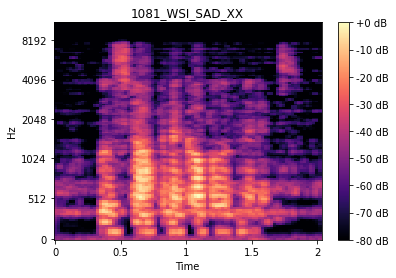 1081_WSI_SAD_XX
8192
4096
2048
1024
512
0
Hz
0
0.5
1
1.5
2
Time
+0 dB
-10 dB
-20 dB
-30 dB
-40 dB
-50 dB
-60 dB
-70 dB
-80 dB